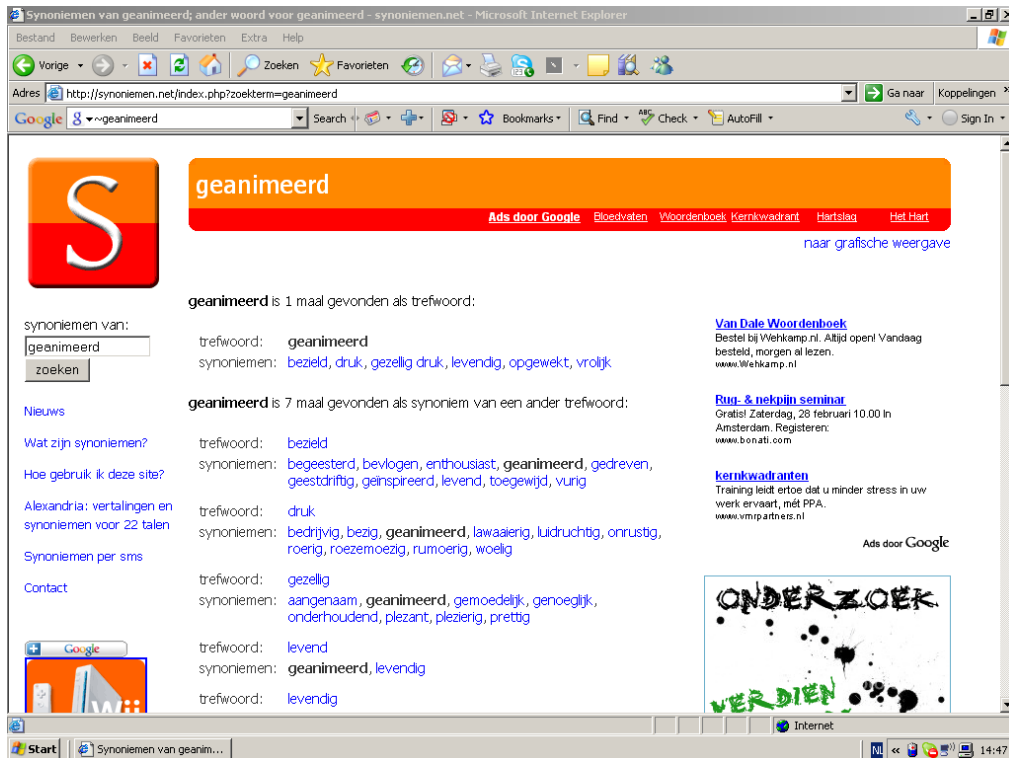 Synoniemen van geanimeerd; ander woord voor geanimeerd - synoniemen.net - Microsoft Internet Explorer
Bestand Bewerken Beeld Favorieten Extra Help
Vorige Zoeken Favorieten
Adres http://synoniemen.net/index.php?zoekterm=geanimeerd Ga naar Koppelingen
Google ~geanimeerd Search Bookmarks Find Check AutoFill Sign In
S
geanimeerd
Ads door Google Bloedvaten Woordenboek Kernkwadrant Hartslag Het Hart
naar grafische weergave
synoniemen van:
geanimeerd
zoeken
Nieuws
Wat zijn synoniemen?
Hoe gebruik ik deze site?
Alexandria: vertalingen en
synoniemen voor 22 talen
Synoniemen per sms
Contact
Google
Wii
geanimeerd is 1 maal gevonden als trefwoord:
trefwoord: geanimeerd
synoniemen: bezield, druk, gezellig druk, levendig, opgewekt, vrolijk
geanimeerd is 7 maal gevonden als synoniem van een ander trefwoord:
trefwoord: bezield
synoniemen: begeesterd, bevlogen, enthousiast, geanimeerd, gedreven,
geestdriftig, geïnspireerd, levend, toegewijd, vurig
trefwoord: druk
synoniemen: bedrijvig, bezig, geanimeerd, lawaaierig, luidruchtig, onrustig,
roerig, roezemoezig, rumoerig, woelig
trefwoord: gezellig
synoniemen: aangenaam, geanimeerd, gemoedelijk, genoeglijk,
onderhoudend, plezant, plezierig, prettig
trefwoord: levend
synoniemen: geanimeerd, levendig
trefwoord: levendig
Van Dale Woordenboek
Bestel bij Wehkamp.nl. Altijd open! Vandaag
besteld, morgen al lezen.
www.Wehkamp.nl
Rug- & nekpijn seminar
Gratis! Zaterdag, 28 februari 10.00 In
Amsterdam. Registeren:
www.bonati.com
kernkwadranten
Training leidt ertoe dat u minder stress in uw
werk ervaart, mét PPA.
www.vmrpartners.nl
Ads door Google
ONDERZOEK
VERDIEN
Internet
Start Synoniemen van geanim... NL 14:47